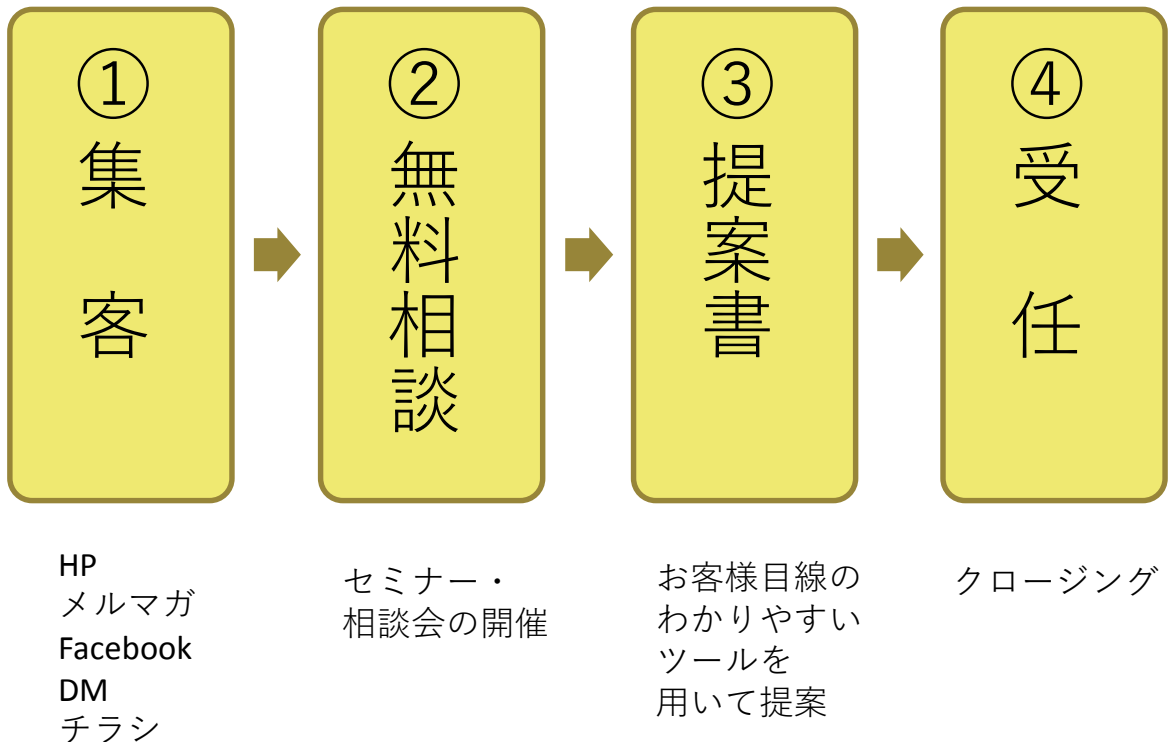 ①集客
②無料相談
③提案書
④受任
HP
メルマガ
Facebook
DM
チラシ
セミナー・
相談会の開催
お客様目線の
わかりやすい
ツールを
用いて提案
クロージング